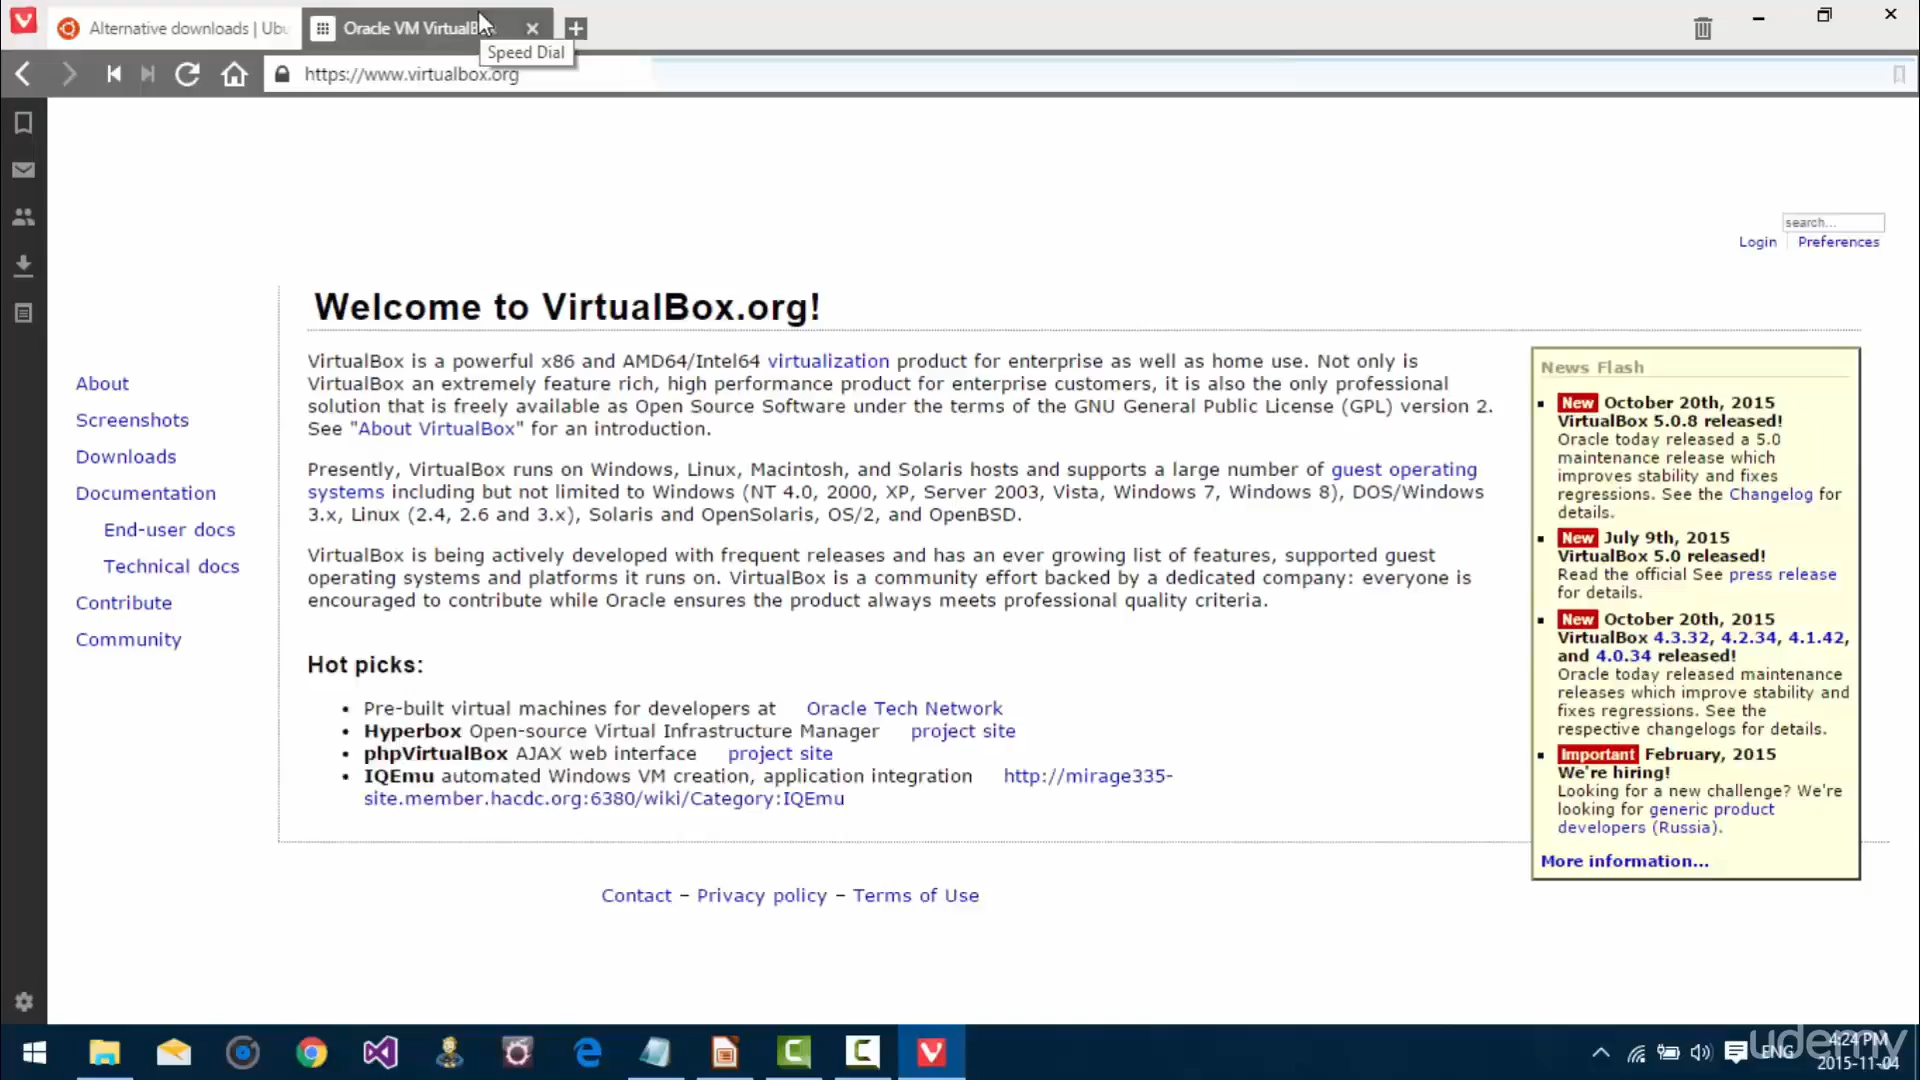 Alternative downloads | Ubu
Oracle VM VirtualB
Speed Dial
https://www.virtualbox.org
search...
Login
Preferences
Welcome to VirtualBox.org!
About
Screenshots
Downloads
Documentation
End-user docs
Technical docs
Contribute
Community
VirtualBox is a powerful x86 and AMD64/Intel64 virtualization product for enterprise as well as home use. Not only is
VirtualBox an extremely feature rich, high performance product for enterprise customers, it is also the only professional
solution that is freely available as Open Source Software under the terms of the GNU General Public License (GPL) version 2.
See "About VirtualBox" for an introduction.
Presently, VirtualBox runs on Windows, Linux, Macintosh, and Solaris hosts and supports a large number of guest operating
systems including but not limited to Windows (NT 4.0, 2000, XP, Server 2003, Vista, Windows 7, Windows 8), DOS/Windows
3.x, Linux (2.4, 2.6 and 3.x), Solaris and OpenSolaris, OS/2, and OpenBSD.
VirtualBox is being actively developed with frequent releases and has an ever growing list of features, supported guest
operating systems and platforms it runs on. VirtualBox is a community effort backed by a dedicated company: everyone is
encouraged to contribute while Oracle ensures the product always meets professional quality criteria.
Hot picks:
• Pre-built virtual machines for developers at Oracle Tech Network
• Hyperbox Open-source Virtual Infrastructure Manager project site
• phpVirtualBox AJAX web interface project site
• IQEmu automated Windows VM creation, application integration http://mirage335-
site.member.hacdc.org:6380/wiki/Category:IQEmu
News Flash
New October 20th, 2015
VirtualBox 5.0.8 released!
Oracle today released a 5.0
maintenance release which
improves stability and fixes
regressions. See the Changelog for
details.
New July 9th, 2015
VirtualBox 5.0 released!
Read the official See press release
for details.
New October 20th, 2015
VirtualBox 4.3.32, 4.2.34, 4.1.42,
and 4.0.34 released!
Oracle today released maintenance
releases which improve stability and
fixes regressions. See the
respective changelogs for details.
Important February, 2015
We're hiring!
Looking for a new challenge? We're
looking for generic product
developers (Russia).
More information...
Contact – Privacy policy – Terms of Use
ENG
4:24 PM
2015-11-04
udemy